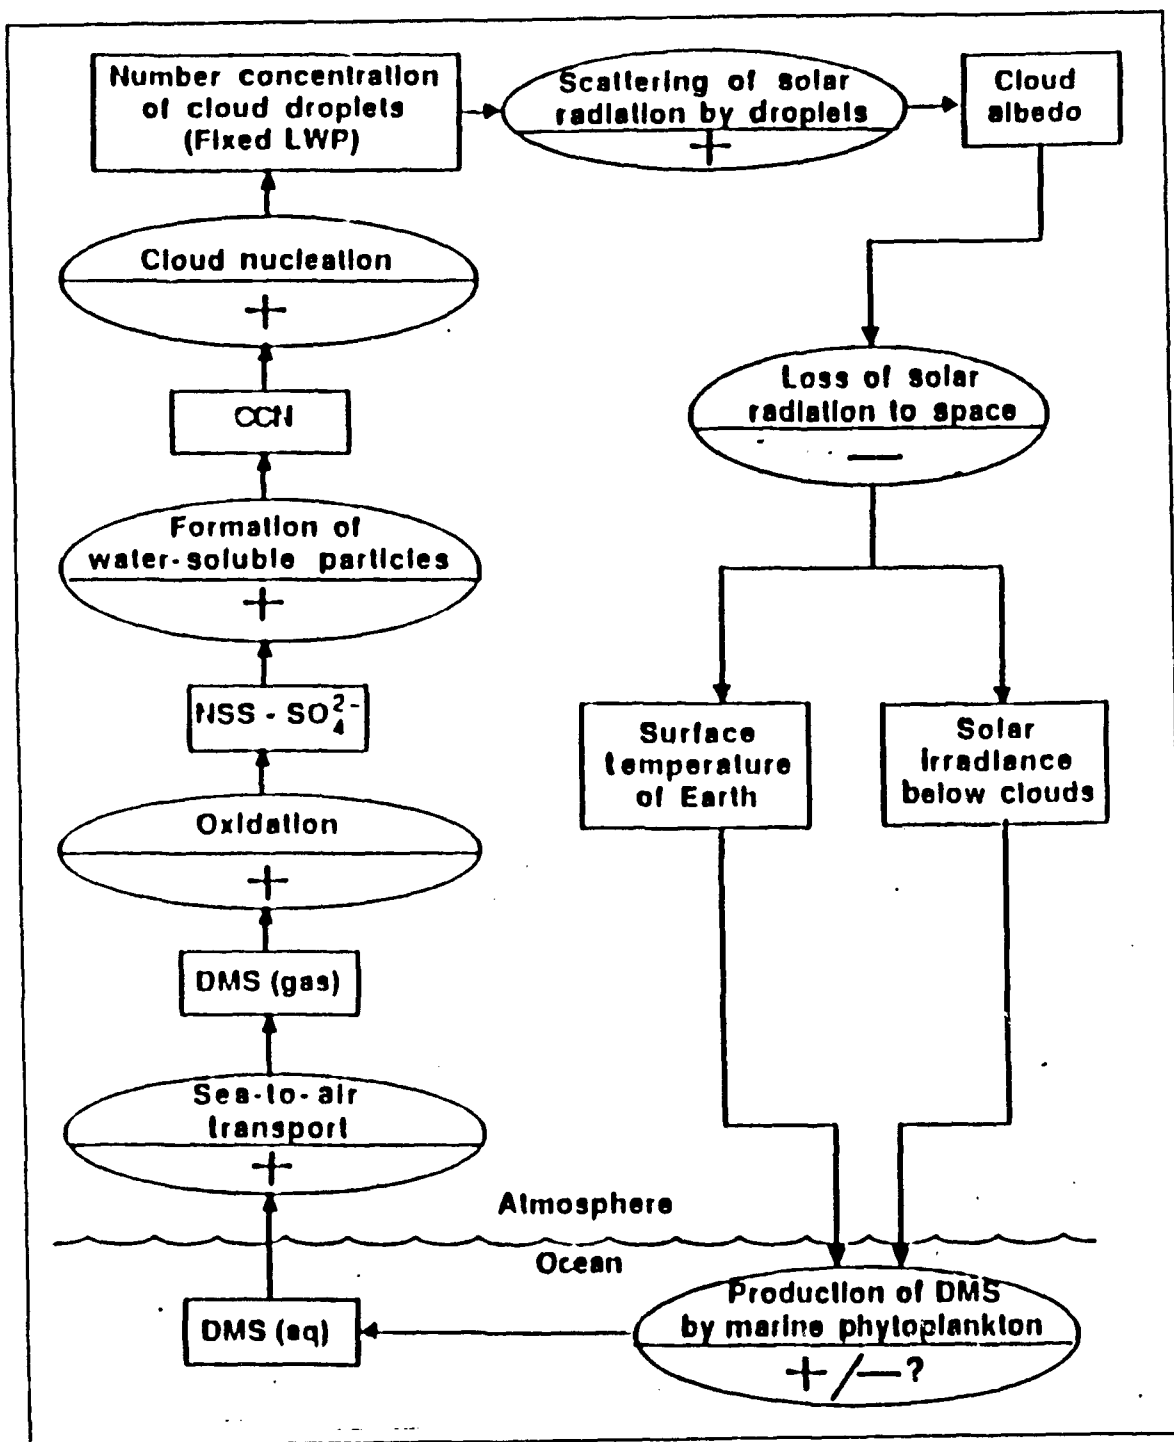 Number concentration
of cloud droplets
(Fixed LWP)
Scattering of solar
radiation by droplets
+
Cloud
albedo
Cloud nucleation
+
CCN
Loss of solar
radiation to space
—
Formation of
water-soluble particles
+
NSS - SO₄²⁻
Surface
temperature
of Earth
Solar
irradiance
below clouds
Oxidation
+
DMS (gas)
Sea-to-air
transport
+
Atmosphere
Ocean
DMS (aq)
Production of DMS
by marine phytoplankton
+/—?